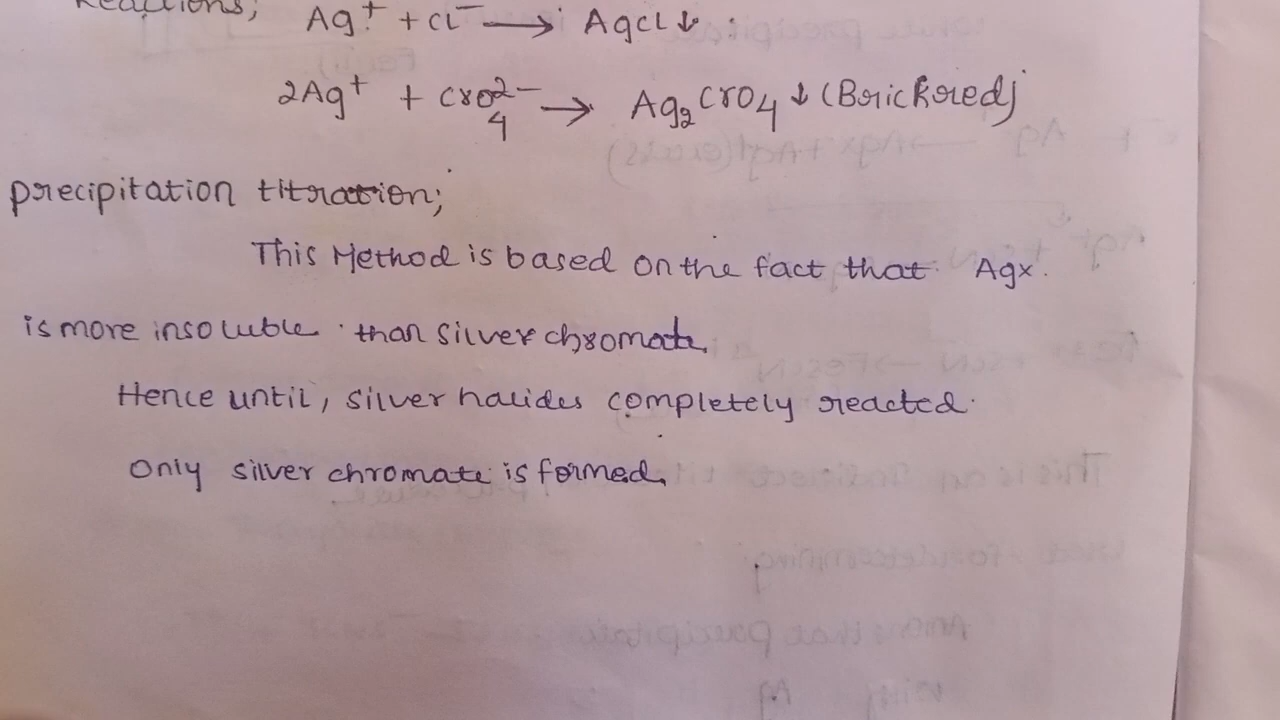 Reactions; Ag⁺ + Cl⁻ → AgCl↓
2Ag⁺ + CrO₄²⁻ → Ag₂CrO₄ ↓ (Brickred)
precipitation titration;
This Method is based on the fact that AgX.
is more insoluble than silver chromate.
Hence until, silver halides completely reacted.
Only silver chromate is formed.